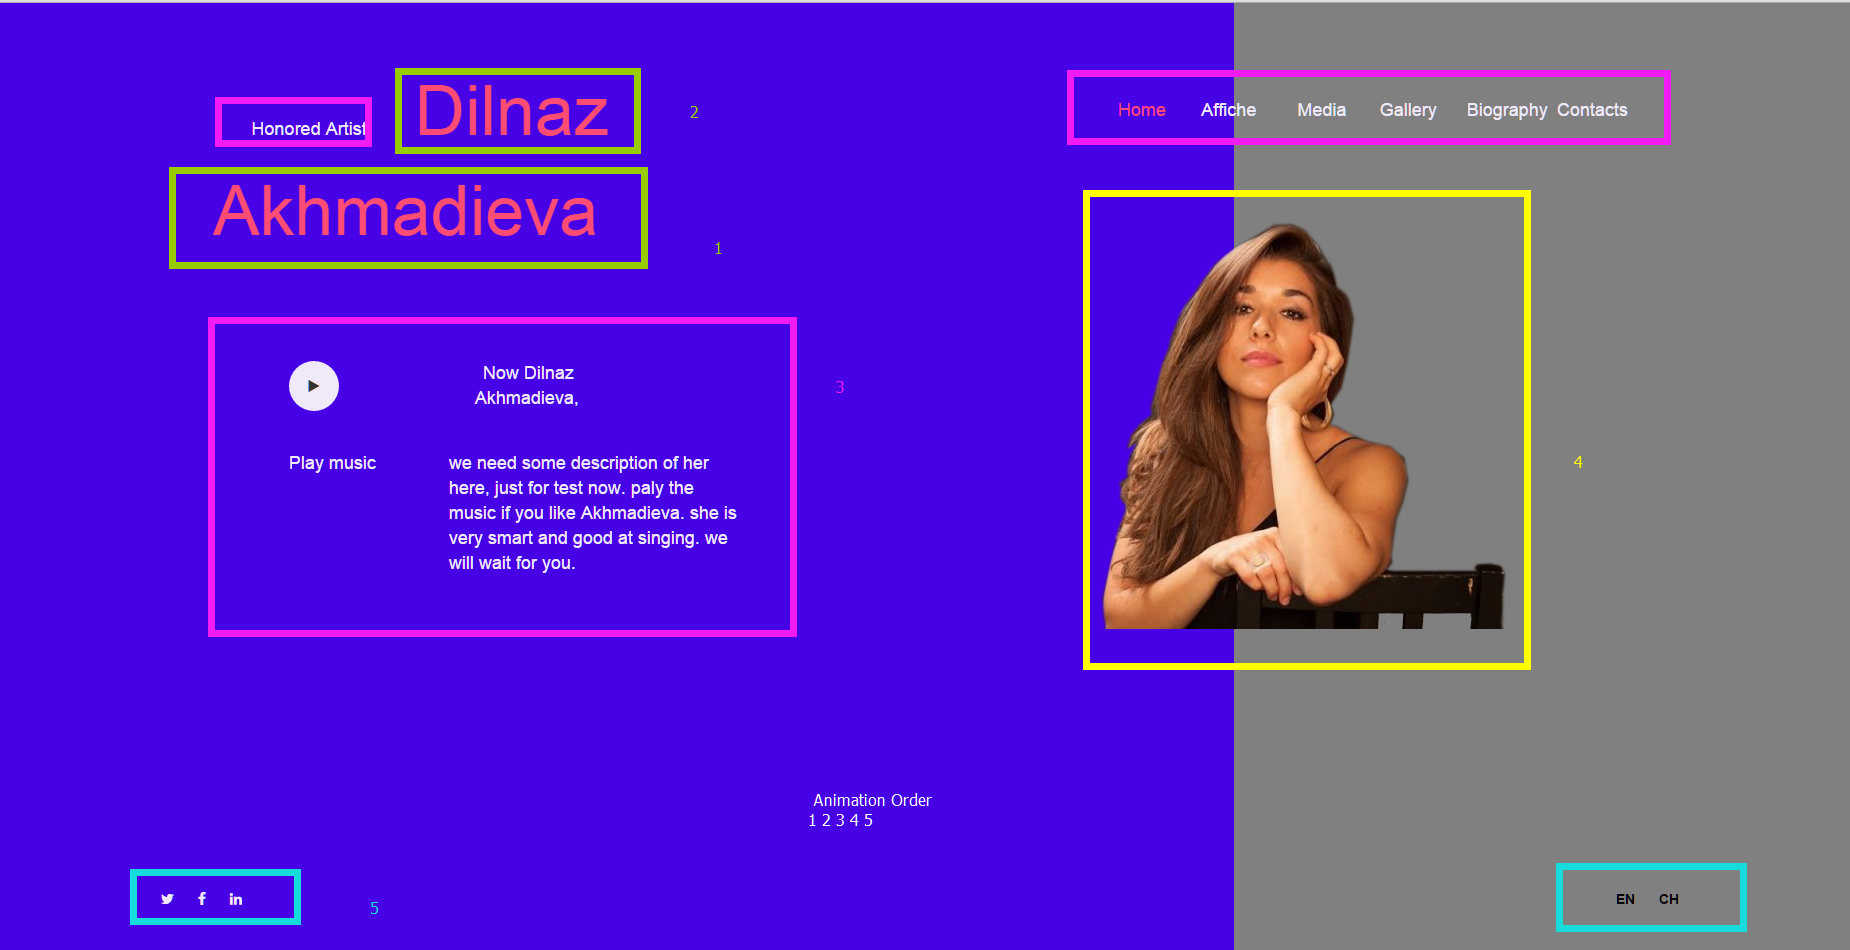 Honored Artist
Dilnaz
2
Home Affiche Media Gallery Biography Contacts
Akhmadieva
1
Now Dilnaz
Akhmadieva,
3
Play music
we need some description of her
here, just for test now. paly the
music if you like Akhmadieva. she is
very smart and good at singing. we
will wait for you.
4
Animation Order
1 2 3 4 5
5
EN CH